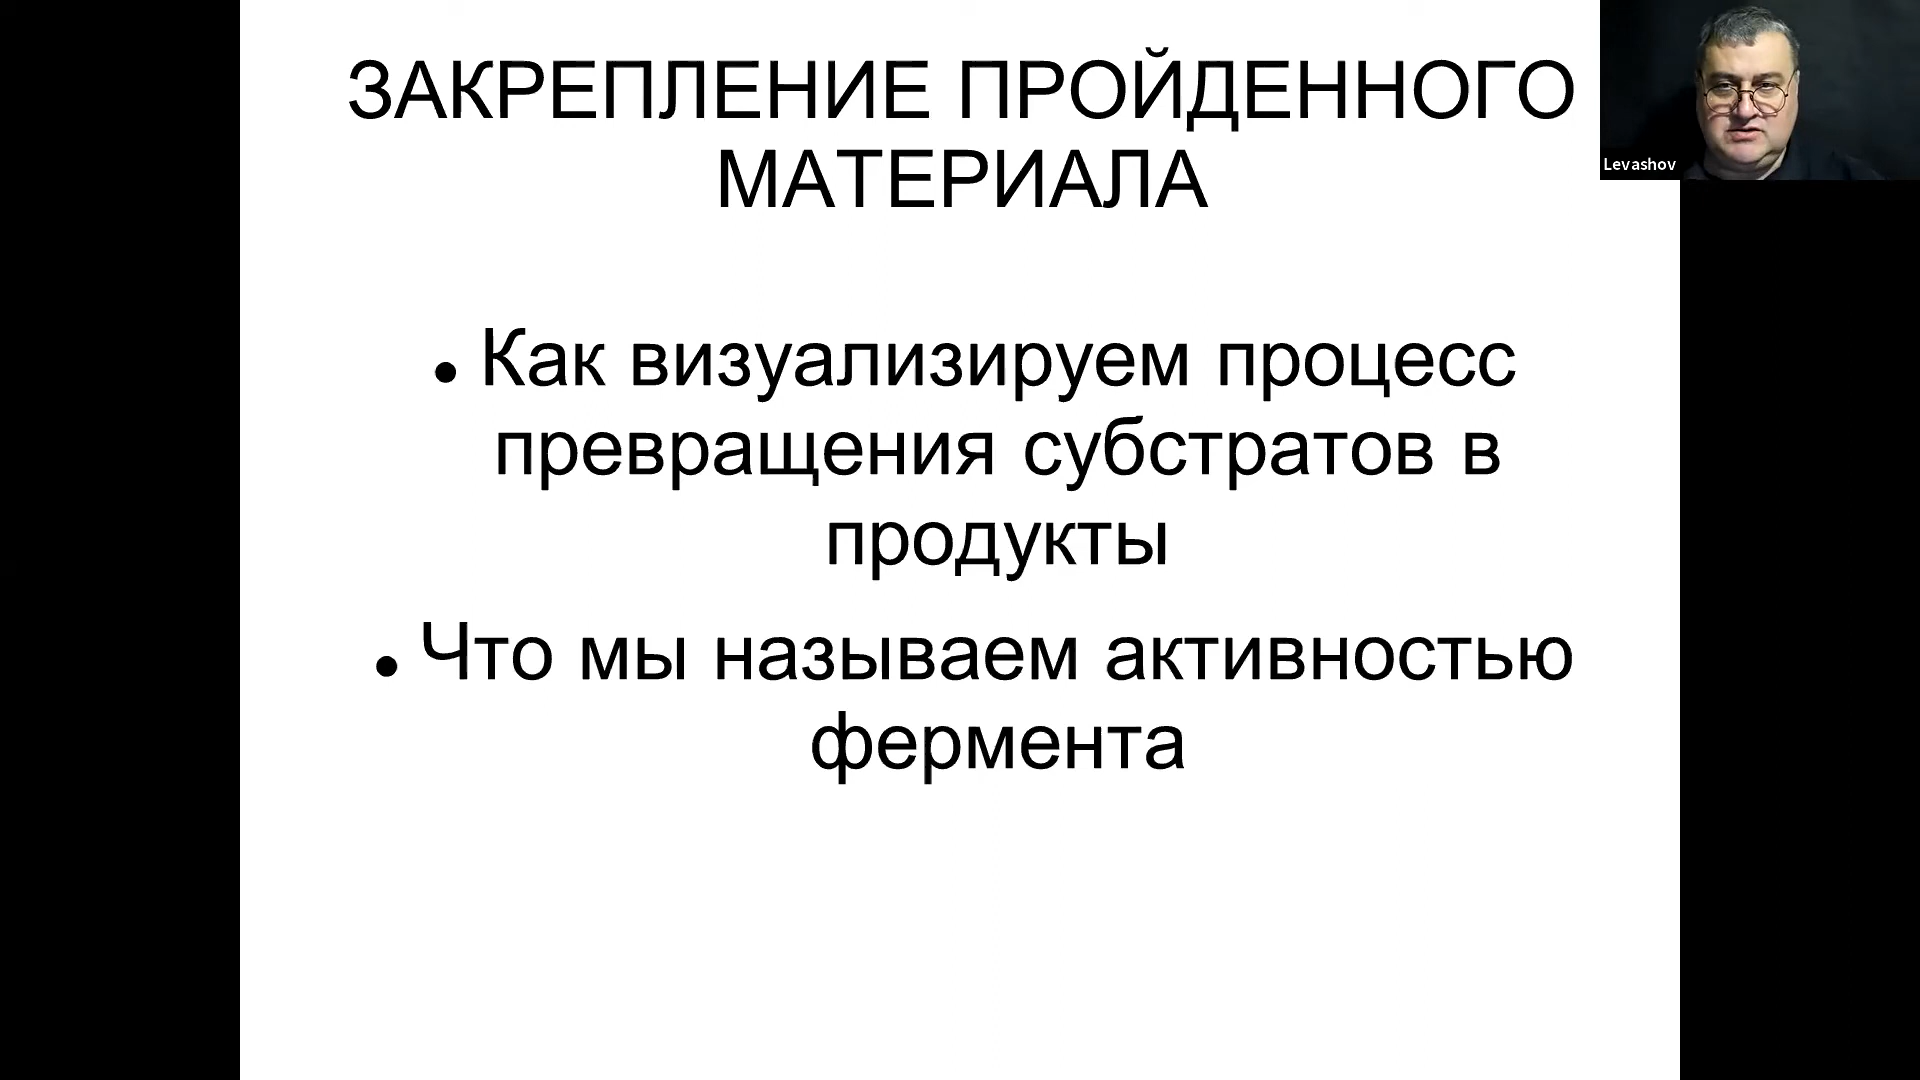 ЗАКРЕПЛЕНИЕ ПРОЙДЕННОГО
МАТЕРИАЛА
Levashov
• Как визуализируем процесс
превращения субстратов в
продукты
• Что мы называем активностью
фермента